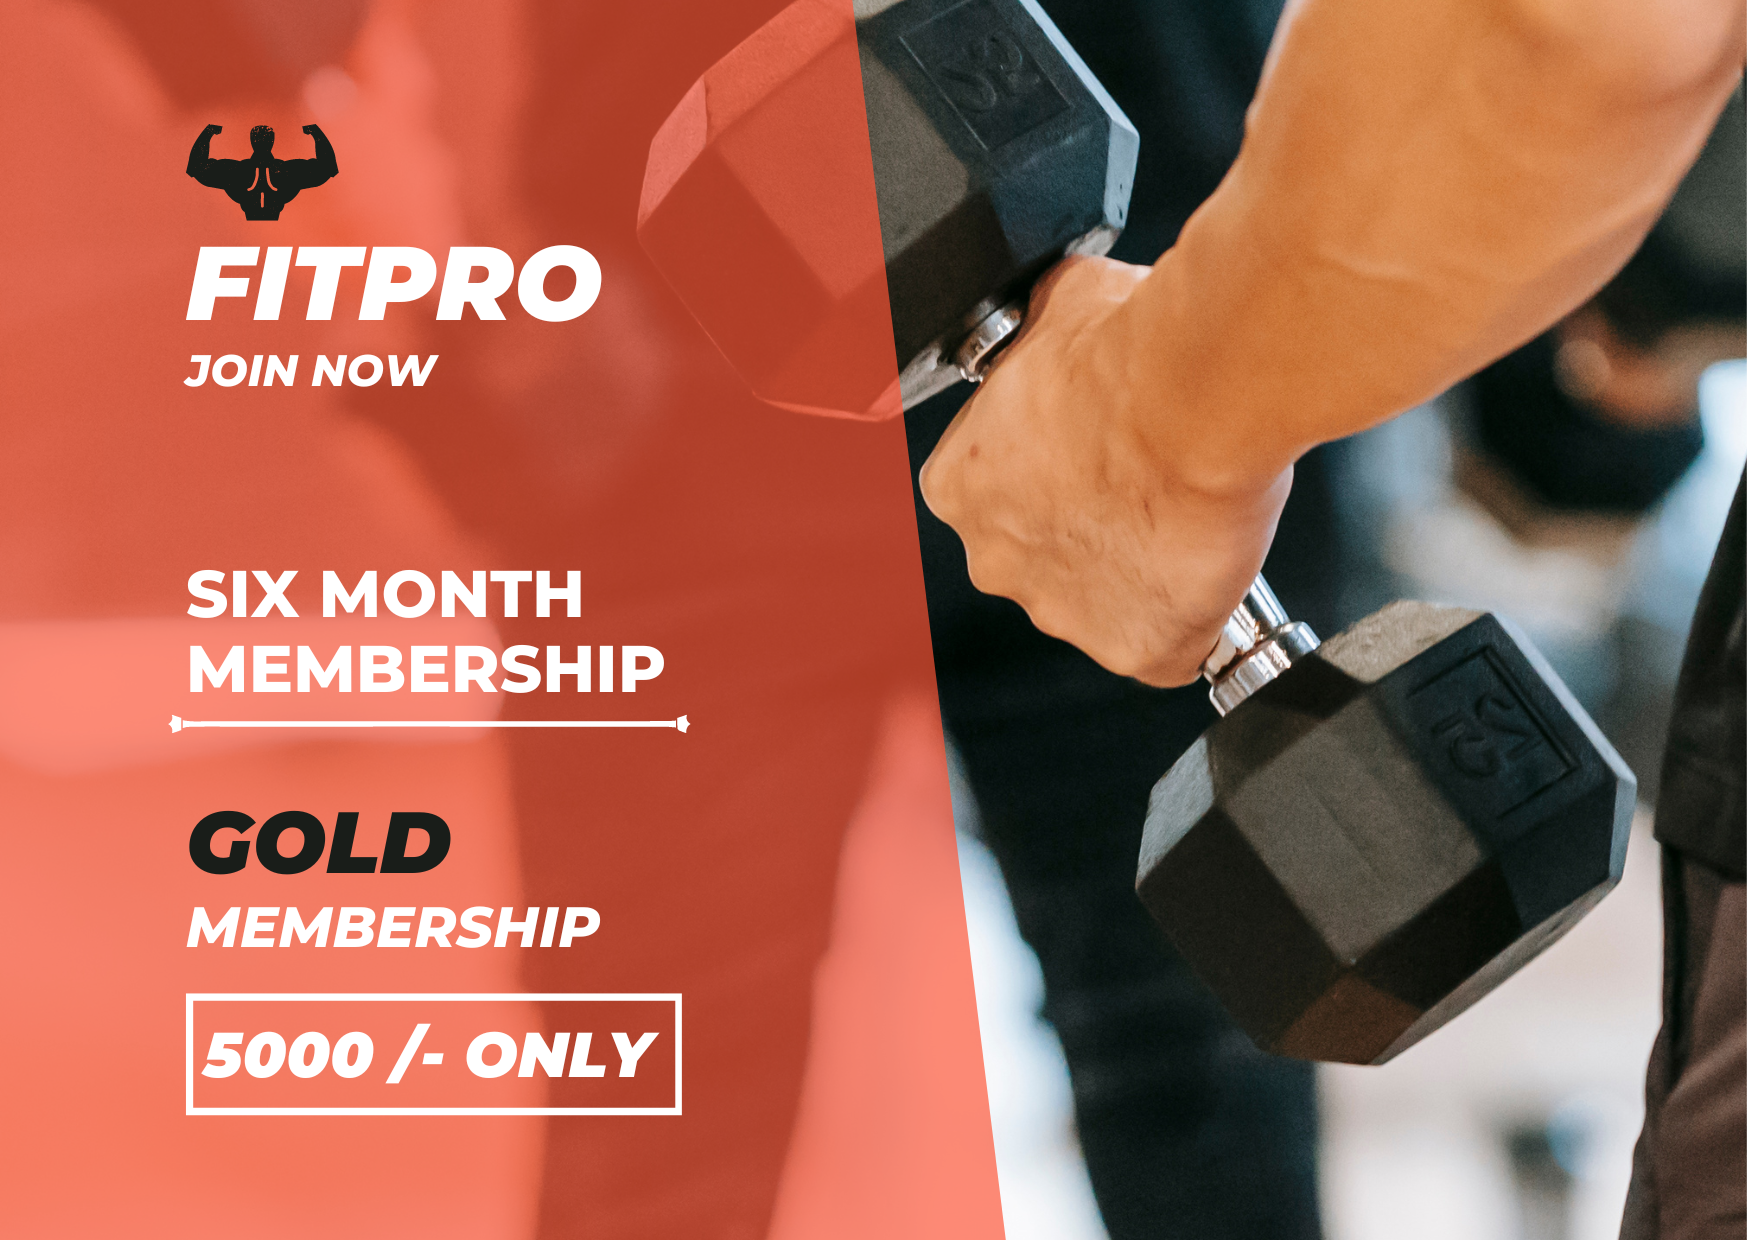 FITPRO
JOIN NOW
SIX MONTH
MEMBERSHIP
GOLD
MEMBERSHIP
5000 /- ONLY